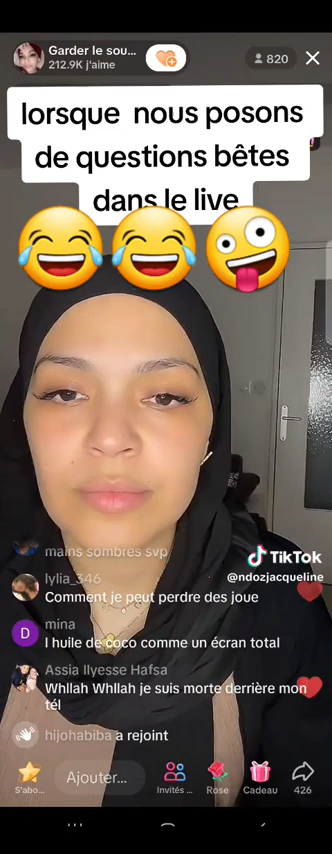 Garder le sou...
212.9K j'aime
820
lorsque nous posons
de questions bêtes
dans le live
mains sombres svp
TikTok
@ndozjacqueline
lylia_346
Comment je peut perdre des joue
mina
D
l huile de coco comme un écran total
Assia Ilyesse Hafsa
Whllah Whllah je suis morte derrière mon
tél
hijohabiba a rejoint
Ajouter...
S'abo...
Invités ...
Rose
Cadeau
426